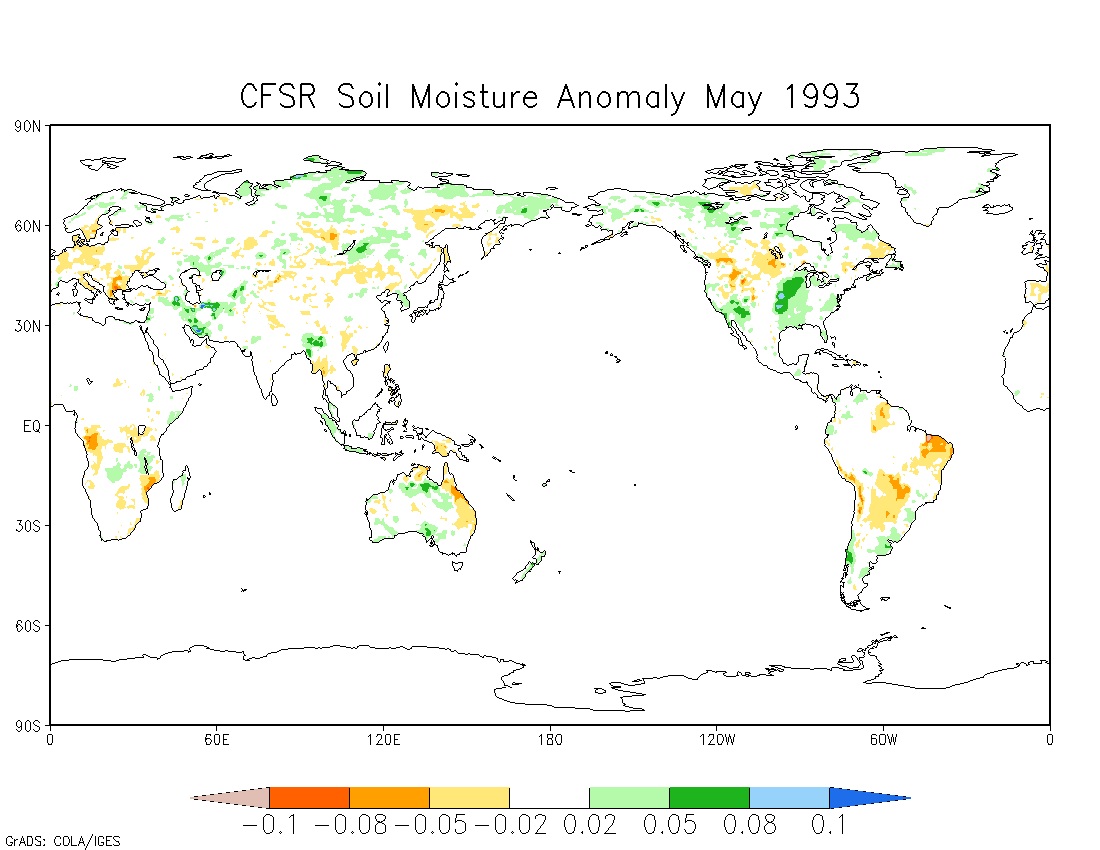 CFSR Soil Moisture Anomaly May 1993
90N
60N
30N
EQ
30S
60S
90S
0 60E 120E 180 120W 60W 0
−0.1 −0.08 −0.05 −0.02 0.02 0.05 0.08 0.1
GrADS: COLA/IGES